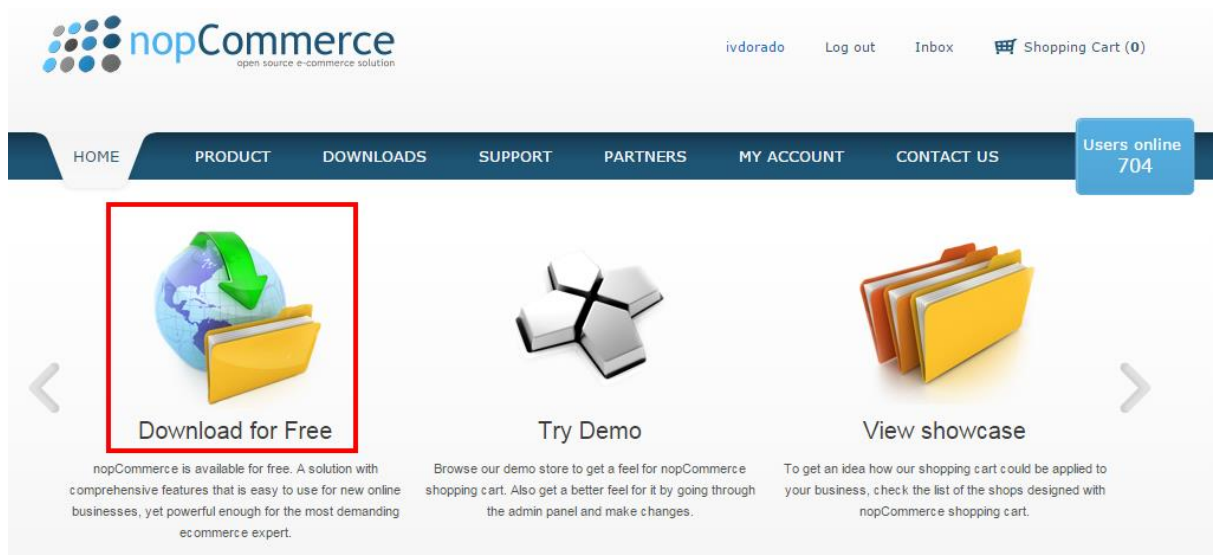 nopCommerce
open source e-commerce solution
ivdorado Log out Inbox Shopping Cart (0)
HOME PRODUCT DOWNLOADS SUPPORT PARTNERS MY ACCOUNT CONTACT US
Users online
704
Download for Free
nopCommerce is available for free. A solution with
comprehensive features that is easy to use for new online
businesses, yet powerful enough for the most demanding
ecommerce expert.
Try Demo
Browse our demo store to get a feel for nopCommerce
shopping cart. Also get a better feel for it by going through
the admin panel and make changes.
View showcase
To get an idea how our shopping cart could be applied to
your business, check the list of the shops designed with
nopCommerce shopping cart.